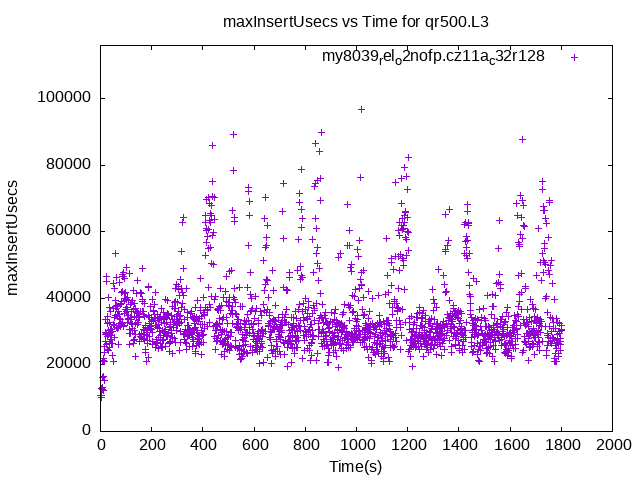 maxInsertUsecs vs Time for qr500.L3
my8039relo2nofp.cz11ac32r128
100000
80000
60000
40000
20000
0
maxInsertUsecs
0 200 400 600 800 1000 1200 1400 1600 1800 2000
Time(s)